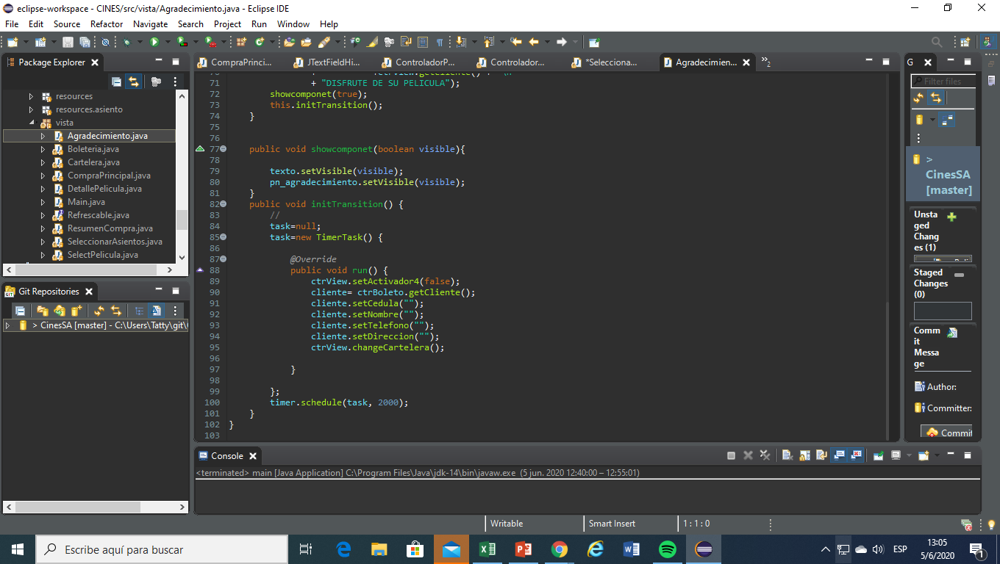 eclipse-workspace - CINES/src/vista/Agradecimiento.java - Eclipse IDE
File Edit Source Refactor Navigate Search Project Run Window Help
Package Explorer
resources
resources.asiento
vista
Agradecimiento.java
Boleteria.java
Cartelera.java
CompraPrincipal.java
DetallePelicula.java
Main.java
Refrescable.java
ResumenCompra.java
SeleccionarAsientos.java
SelectPelicula.java
Git Repositories
> CinesSA [master] - C:\Users\Tatty\git\
CompraPrinci... JTextFieldHi... ControladorP... Controlador... *Selecciona... Agradecimien... »2
71 + "DISFRUTE DE SU PELICULA");
72 showcomponet(true);
73 this.initTransition();
74 }
75
76
77 public void showcomponet(boolean visible){
78
79 texto.setVisible(visible);
80 pn_agradecimiento.setVisible(visible);
81 }
82 public void initTransition() {
83 //
84 task=null;
85 task=new TimerTask() {
86
87 @Override
88 public void run() {
89 ctrView.setActivador4(false);
90 cliente= ctrBoleto.getCliente();
91 cliente.setCedula("");
92 cliente.setNombre("");
93 cliente.setTelefono("");
94 cliente.setDireccion("");
95 ctrView.changeCartelera();
96
97 }
98
99 };
100 timer.schedule(task, 2000);
101 }
102 }
103
G
Filter files
>
CinesSA
[master]
Unsta
ged
Chang
es (1)
Staged
Changes
(0)
Comm
it
Messa
ge
Author:
Committer:
Commit
Console
<terminated> main [Java Application] C:\Program Files\Java\jdk-14\bin\javaw.exe (5 jun. 2020 12:40:00 – 12:55:01)
Writable Smart Insert 1 : 1 : 0
Escribe aquí para buscar
ESP
13:05
5/6/2020
1